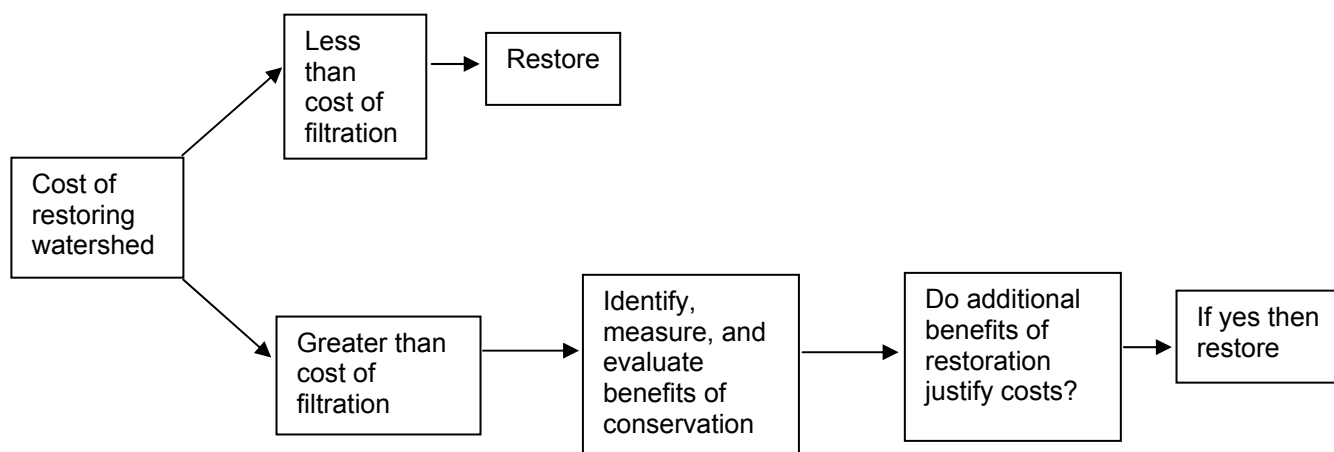 Less
than
cost of
filtration
Restore
Cost of
restoring
watershed
Greater than
cost of
filtration
Identify,
measure, and
evaluate
benefits of
conservation
Do additional
benefits of
restoration
justify costs?
If yes then
restore